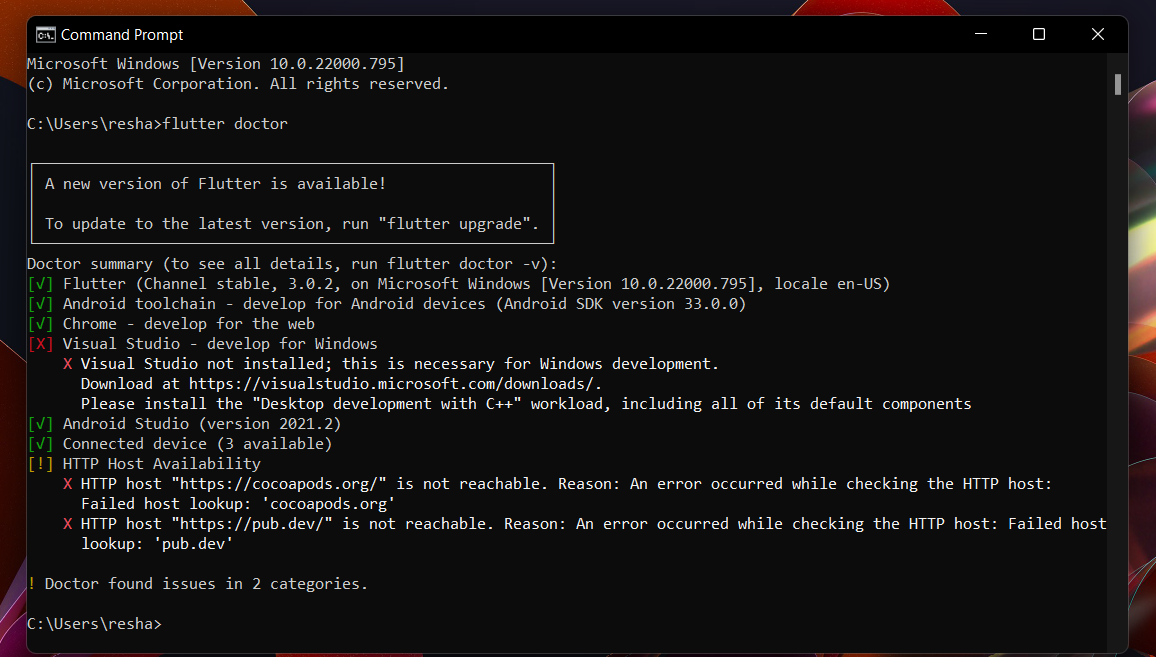 Command Prompt
Microsoft Windows [Version 10.0.22000.795]
(c) Microsoft Corporation. All rights reserved.
C:\Users\resha>flutter doctor
A new version of Flutter is available!
To update to the latest version, run "flutter upgrade".
Doctor summary (to see all details, run flutter doctor -v):
[√] Flutter (Channel stable, 3.0.2, on Microsoft Windows [Version 10.0.22000.795], locale en-US)
[√] Android toolchain - develop for Android devices (Android SDK version 33.0.0)
[√] Chrome - develop for the web
[X] Visual Studio - develop for Windows
X Visual Studio not installed; this is necessary for Windows development.
Download at https://visualstudio.microsoft.com/downloads/.
Please install the "Desktop development with C++" workload, including all of its default components
[√] Android Studio (version 2021.2)
[√] Connected device (3 available)
[!] HTTP Host Availability
X HTTP host "https://cocoapods.org/" is not reachable. Reason: An error occurred while checking the HTTP host:
Failed host lookup: 'cocoapods.org'
X HTTP host "https://pub.dev/" is not reachable. Reason: An error occurred while checking the HTTP host: Failed host
lookup: 'pub.dev'
! Doctor found issues in 2 categories.
C:\Users\resha>